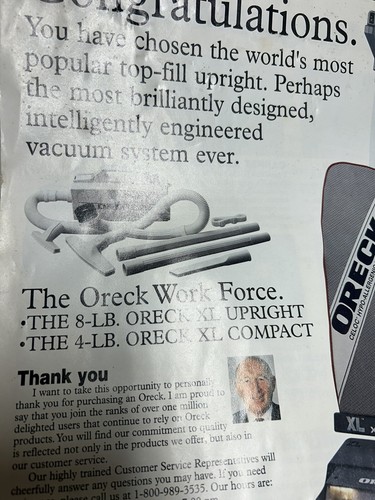 Congratulations.
You have chosen the world's most
popular top-fill upright. Perhaps
the most brilliantly designed,
intelligently engineered
vacuum system ever.
The Oreck Work Force.
•THE 8-LB. ORECK XL UPRIGHT
•THE 4-LB. ORECK XL COMPACT
Thank you
I want to take this opportunity to personally
thank you for purchasing an Oreck. I am proud to
say that you join the ranks of over one million
delighted users that continue to rely on Oreck
products. You will find our commitment to quality
is reflected not only in the products we offer, but also in
our customer service.
Our highly trained Customer Service Representatives will
cheerfully answer any questions you may have. If you need
please call us at 1-800-989-3535. Our hours are:
ORECK
CELOC HYPO-ALLERGENIC
XL